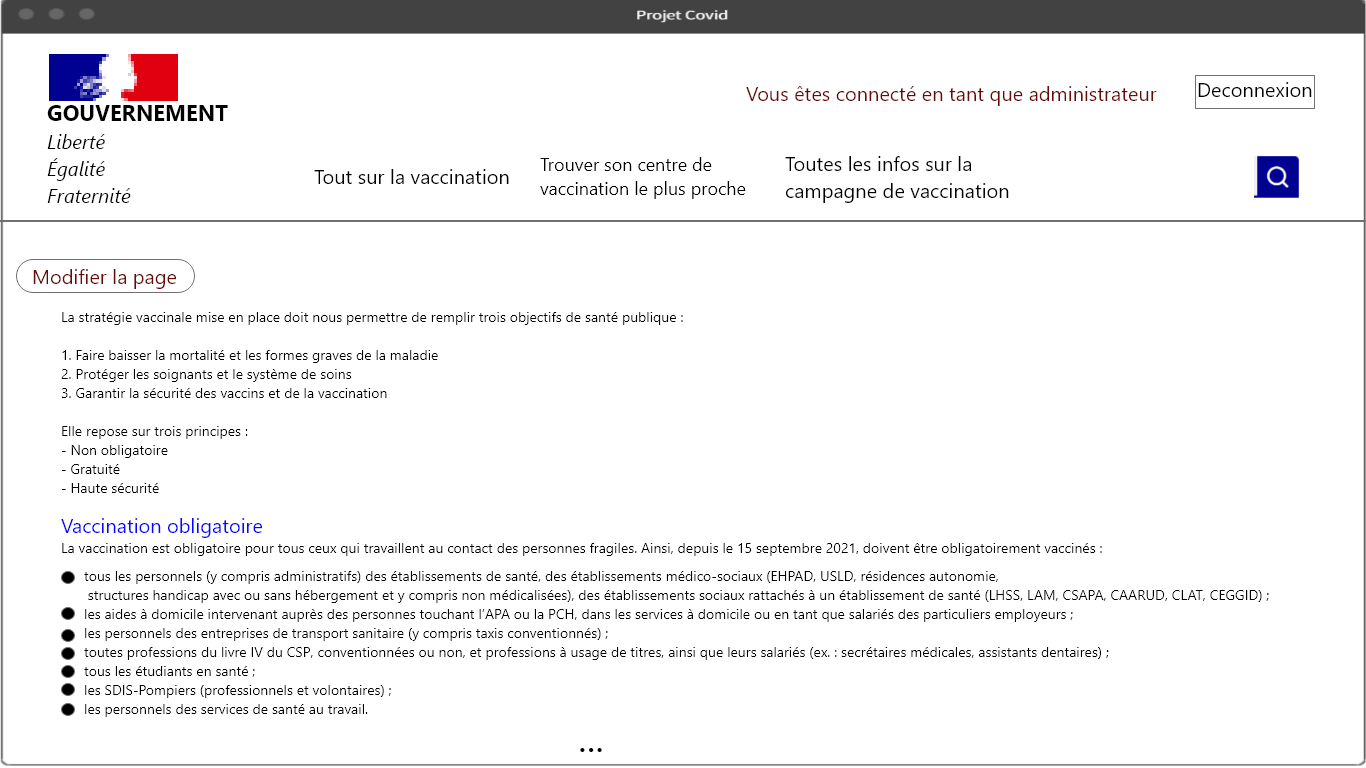 Projet Covid
GOUVERNEMENT
Liberté
Égalité
Fraternité
Vous êtes connecté en tant que administrateur
Deconnexion
Tout sur la vaccination
Trouver son centre de
vaccination le plus proche
Toutes les infos sur la
campagne de vaccination
Modifier la page
La stratégie vaccinale mise en place doit nous permettre de remplir trois objectifs de santé publique :
1. Faire baisser la mortalité et les formes graves de la maladie
2. Protéger les soignants et le système de soins
3. Garantir la sécurité des vaccins et de la vaccination
Elle repose sur trois principes :
- Non obligatoire
- Gratuité
- Haute sécurité
Vaccination obligatoire
La vaccination est obligatoire pour tous ceux qui travaillent au contact des personnes fragiles. Ainsi, depuis le 15 septembre 2021, doivent être obligatoirement vaccinés :
● tous les personnels (y compris administratifs) des établissements de santé, des établissements médico-sociaux (EHPAD, USLD, résidences autonomie,
structures handicap avec ou sans hébergement et y compris non médicalisées), des établissements sociaux rattachés à un établissement de santé (LHSS, LAM, CSAPA, CAARUD, CLAT, CEGGID) ;
● les aides à domicile intervenant auprès des personnes touchant l'APA ou la PCH, dans les services à domicile ou en tant que salariés des particuliers employeurs ;
● les personnels des entreprises de transport sanitaire (y compris taxis conventionnés) ;
● toutes professions du livre IV du CSP, conventionnées ou non, et professions à usage de titres, ainsi que leurs salariés (ex. : secrétaires médicales, assistants dentaires) ;
● tous les étudiants en santé ;
● les SDIS-Pompiers (professionnels et volontaires) ;
● les personnels des services de santé au travail.
...